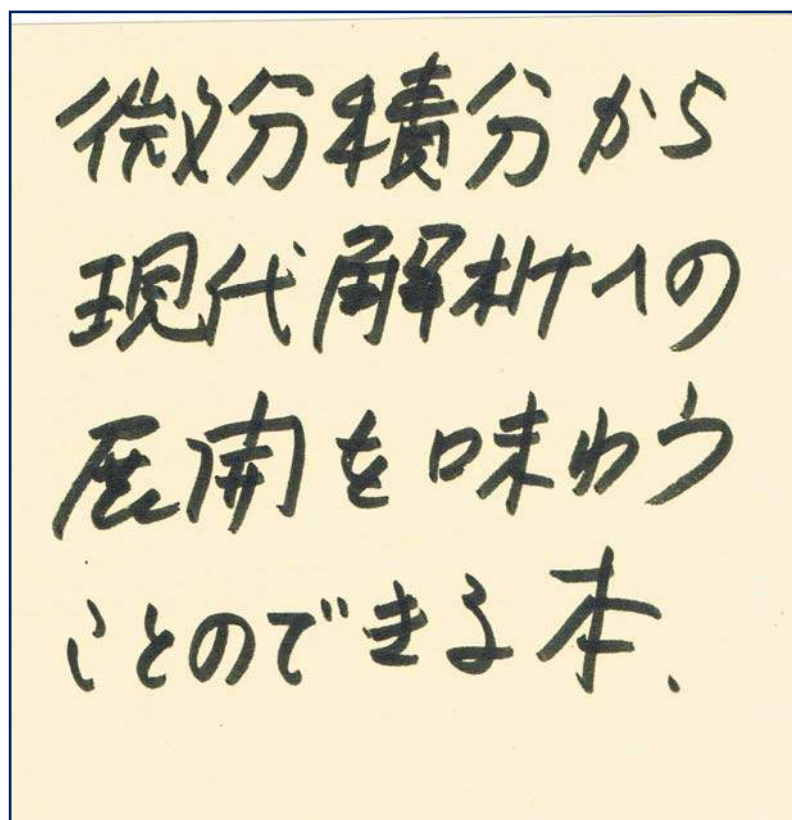 微分積分から
現代解析への
展開を味わう
ことのできる本、